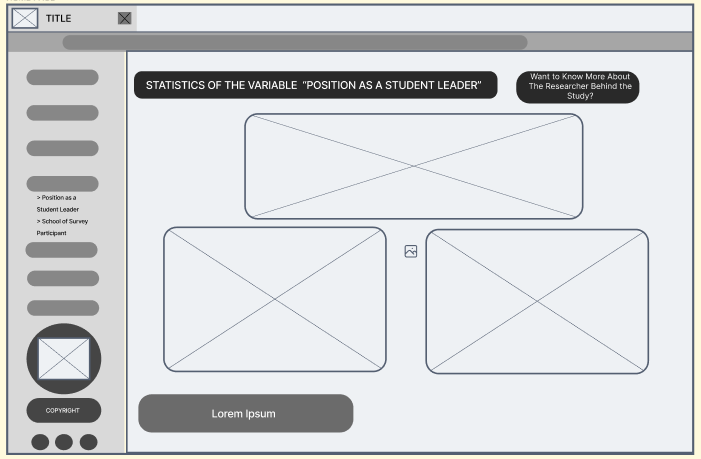 TITLE
STATISTICS OF THE VARIABLE "POSITION AS A STUDENT LEADER"
Want to Know More About
The Researcher Behind the
Study?
> Position as a
Student Leader
> School of Survey
Participant
COPYRIGHT
Lorem Ipsum